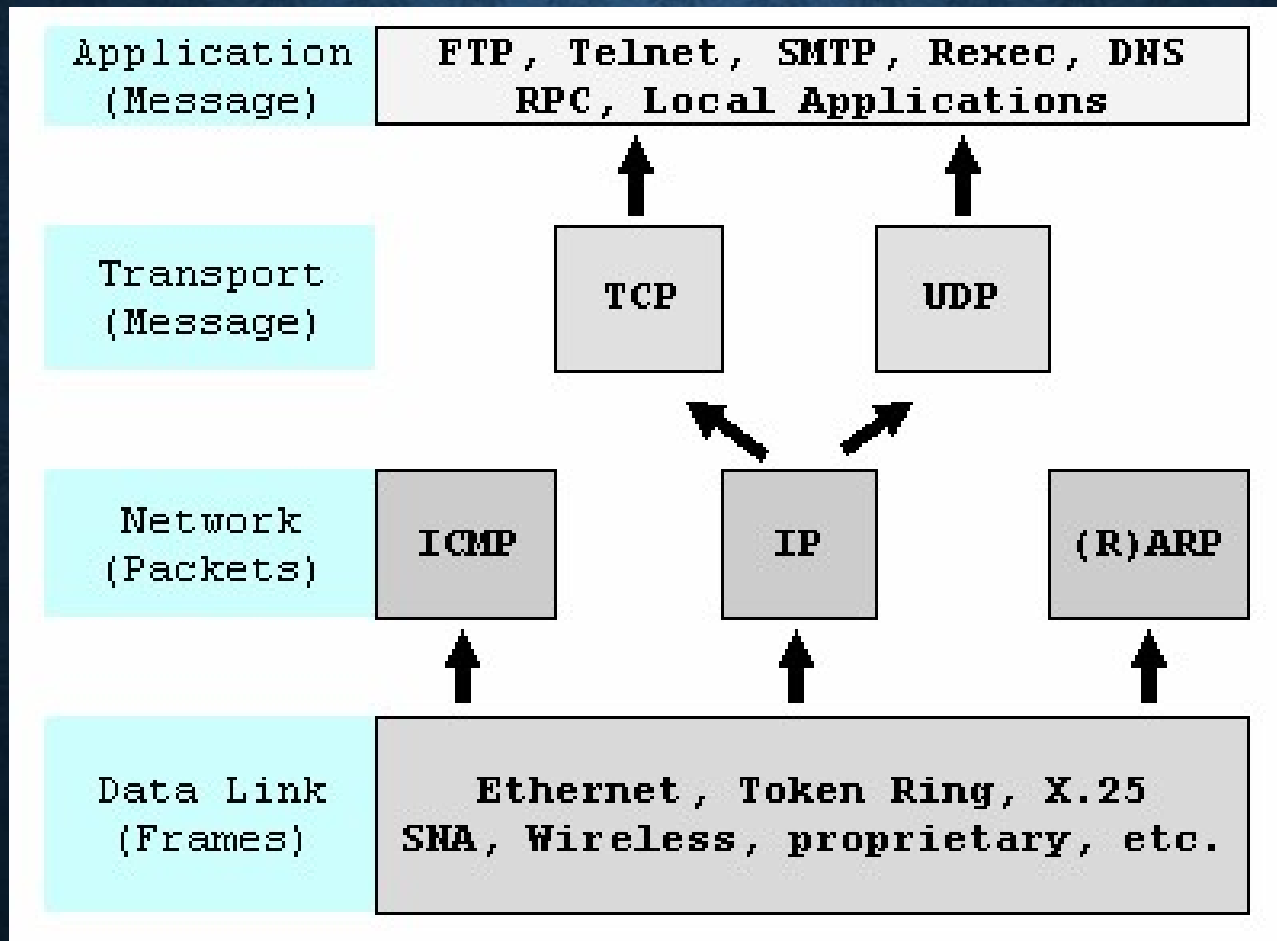 Application
(Message)
FTP, Telnet, SMTP, Rexec, DNS
RPC, Local Applications
Transport
(Message)
TCP
UDP
Network
(Packets)
ICMP
IP
(R)ARP
Data Link
(Frames)
Ethernet, Token Ring, X.25
SNA, Wireless, proprietary, etc.